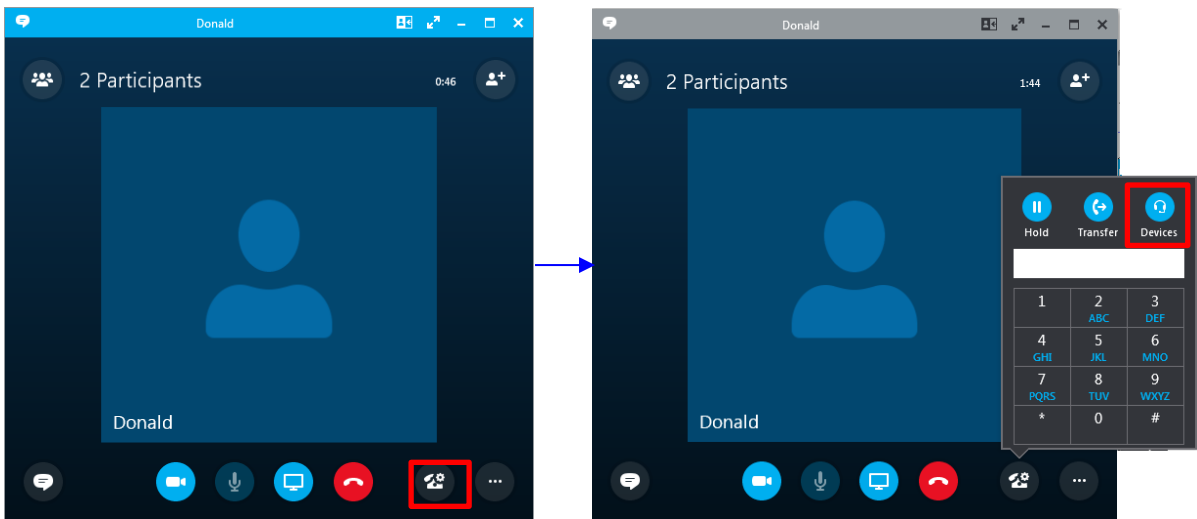 Donald
2 Participants
0:46
Donald
Donald
2 Participants
1:44
Donald
Hold Transfer Devices
1 2 3
ABC DEF
4 5 6
GHI JKL MNO
7 8 9
PQRS TUV WXYZ
* 0 #